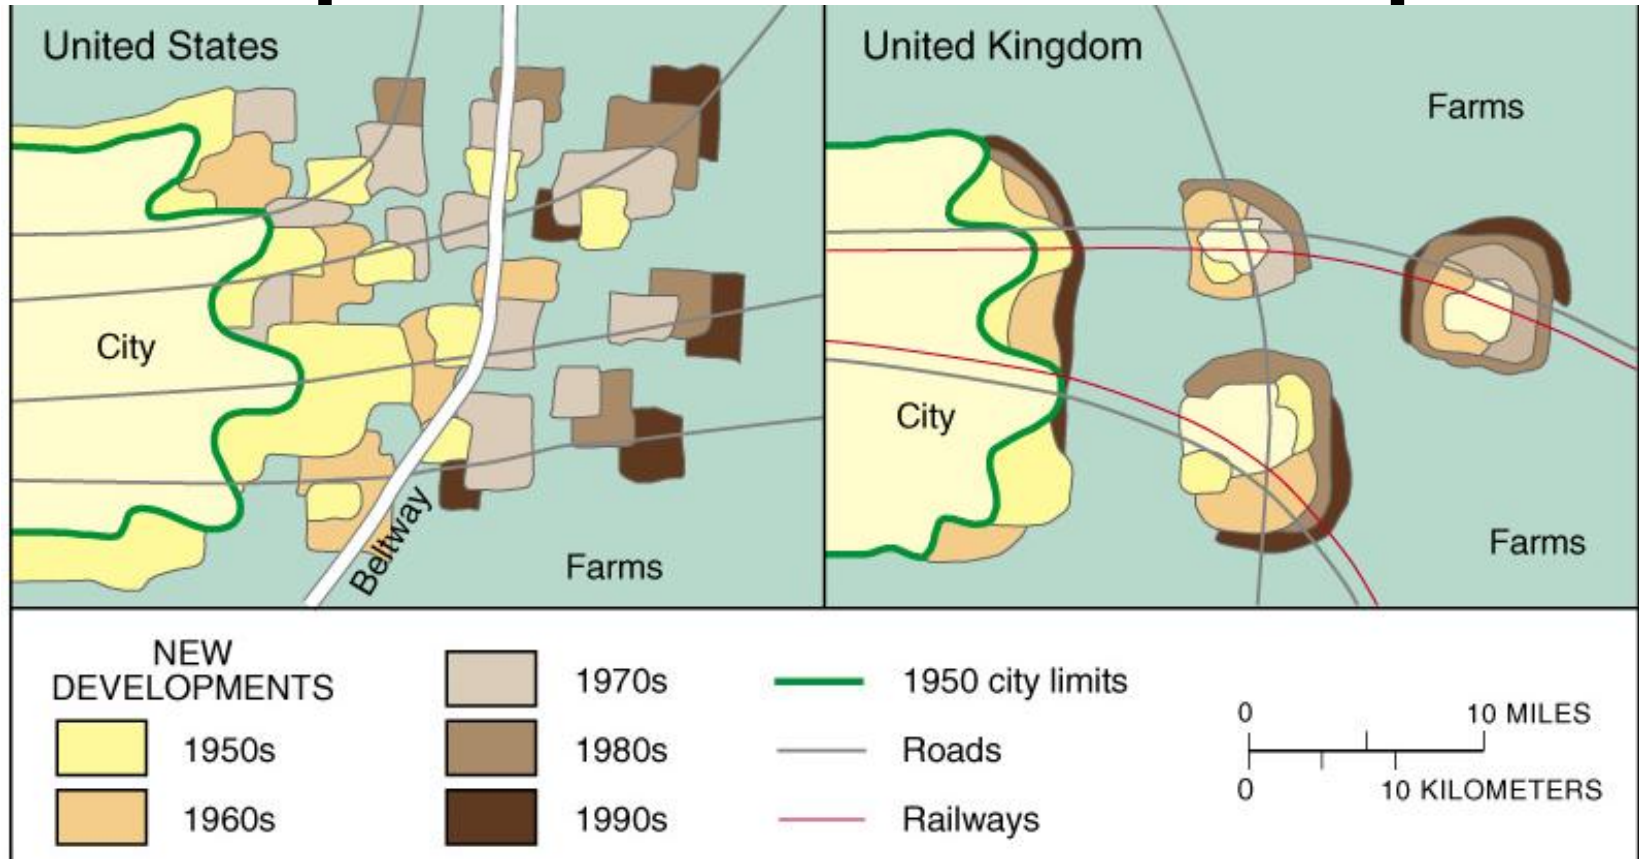 United States
City
Beltway
Farms
United Kingdom
Farms
City
Farms
NEW
DEVELOPMENTS
1950s
1960s
1970s
1980s
1990s
1950 city limits
Roads
Railways
0 10 MILES
0 10 KILOMETERS